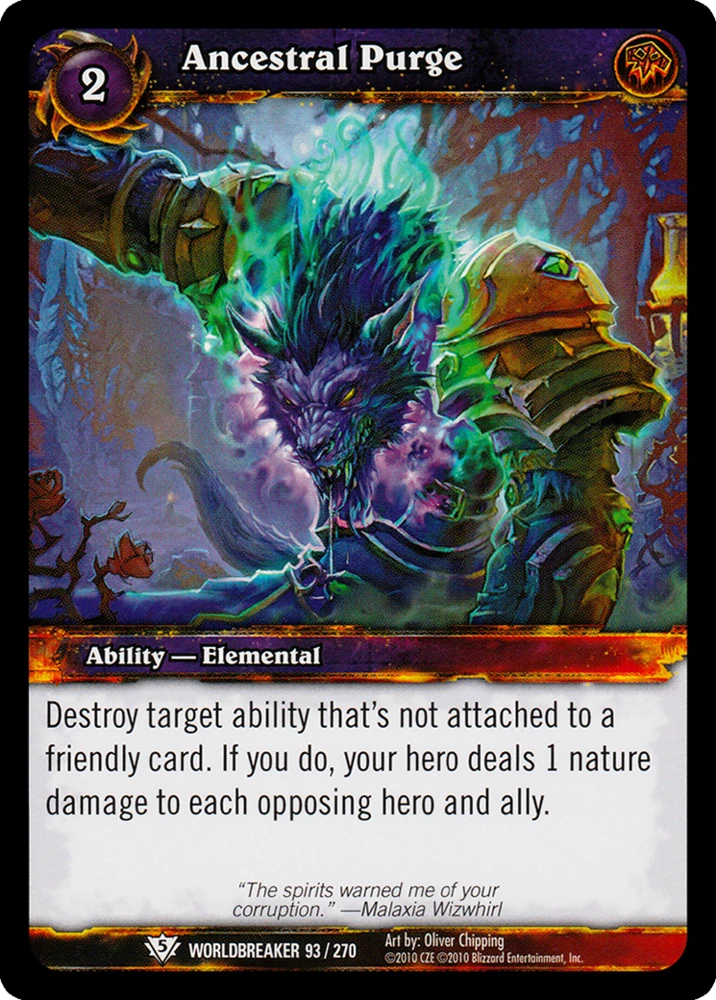 2
Ancestral Purge
Ability — Elemental
Destroy target ability that's not attached to a
friendly card. If you do, your hero deals 1 nature
damage to each opposing hero and ally.
"The spirits warned me of your
corruption." —Malaxia Wizwhirl
5 WORLDBREAKER 93 / 270
Art by: Oliver Chipping
©2010 CZE ©2010 Blizzard Entertainment, Inc.